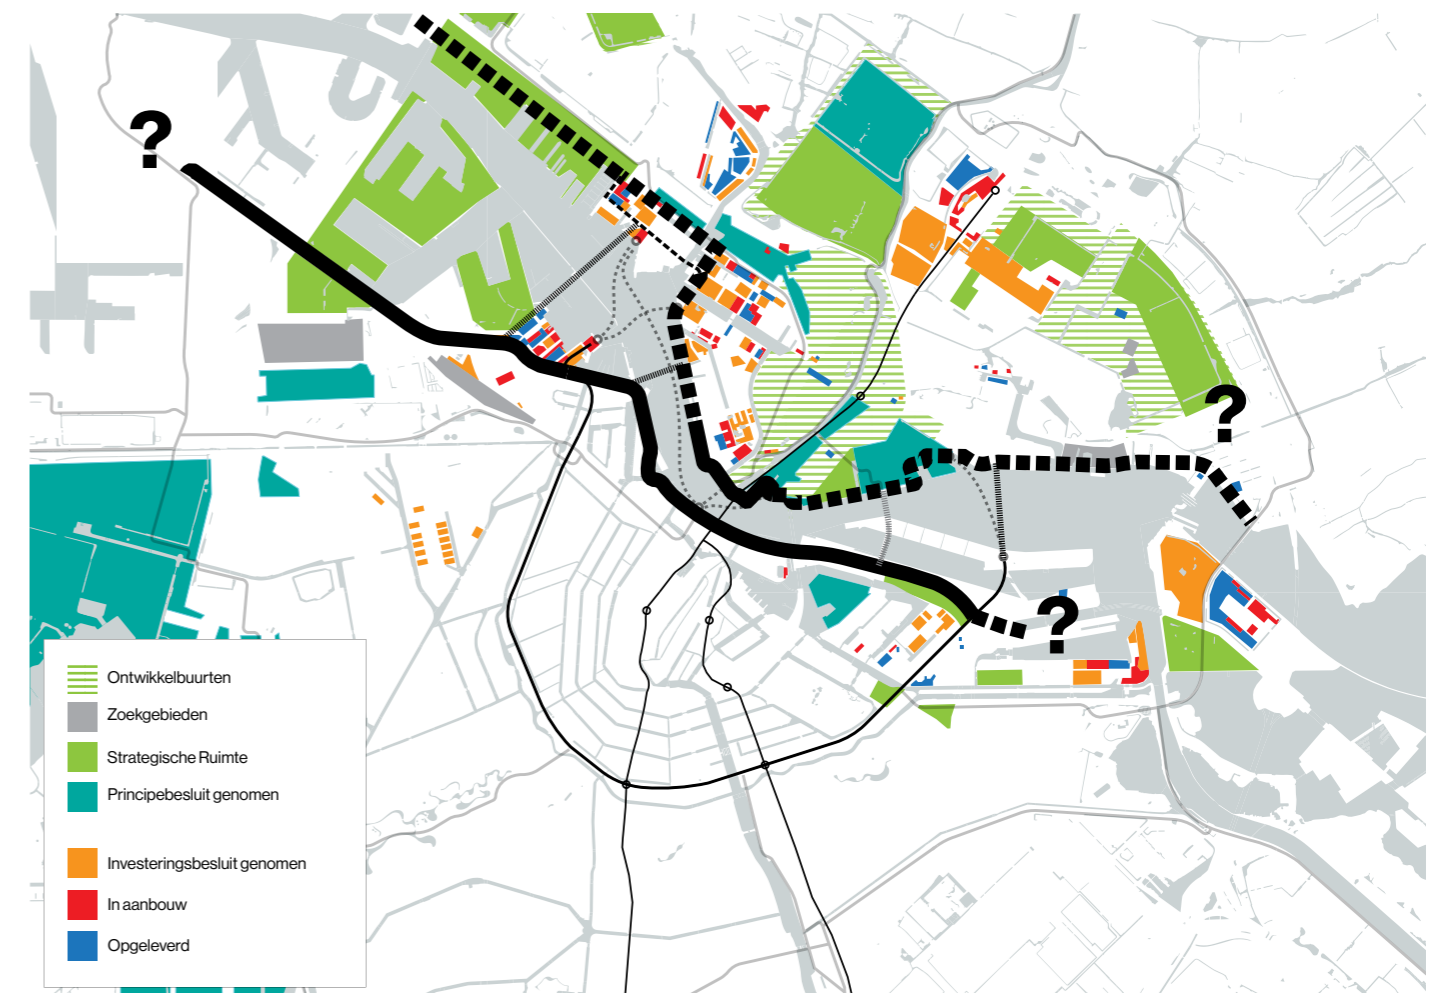 ?
?
?
Ontwikkelbuurten
Zoekgebieden
Strategische Ruimte
Principebesluit genomen
Investeringsbesluit genomen
In aanbouw
Opgeleverd